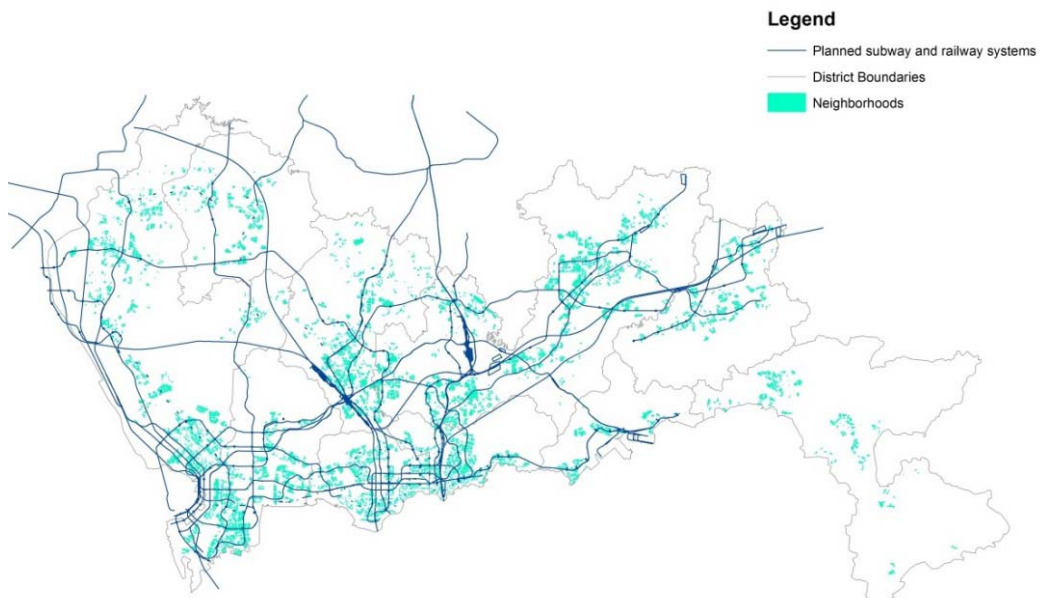 Legend
Planned subway and railway systems
District Boundaries
Neighborhoods